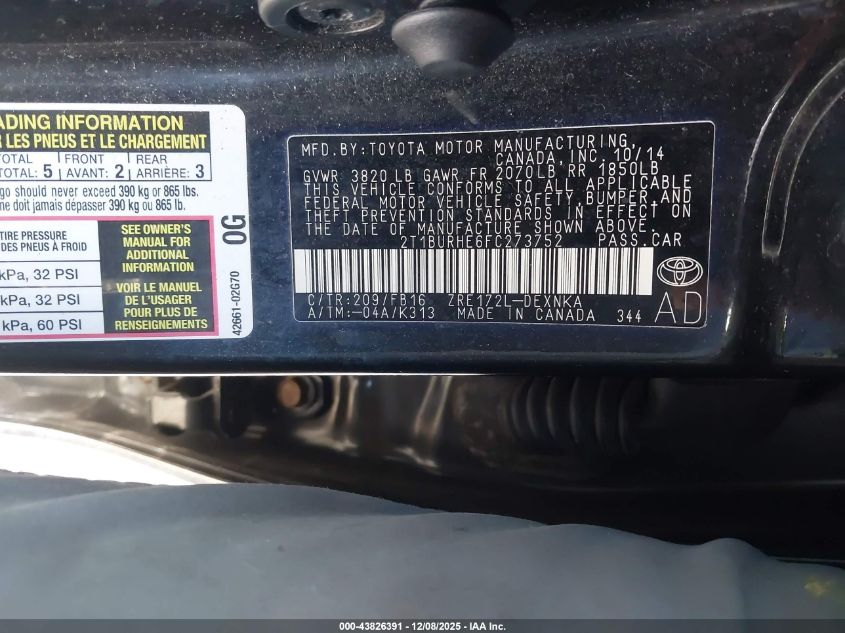 ADING INFORMATION
R LES PNEUS ET LE CHARGEMENT
TOTAL FRONT REAR
TOTAL: 5 AVANT: 2 ARRIÈRE: 3
go should never exceed 390 kg or 865 lbs.
ne doit jamais dépasser 390 kg ou 865 lb.
TIRE PRESSURE
DES PNEUS À FROID
kPa, 32 PSI
kPa, 32 PSI
kPa, 60 PSI
SEE OWNER'S
MANUAL FOR
ADDITIONAL
INFORMATION
VOIR LE MANUEL
DE L'USAGER
POUR PLUS DE
RENSEIGNEMENTS
0G
42661-02G70
MFD.BY:TOYOTA MOTOR MANUFACTURING,
CANADA, INC. 10/14
GVWR 3820 LB GAWR FR 2070LB RR 1850LB
THIS VEHICLE CONFORMS TO ALL APPLICABLE
FEDERAL MOTOR VEHICLE SAFETY, BUMPER, AND
THEFT PREVENTION STANDARDS IN EFFECT ON
THE DATE OF MANUFACTURE SHOWN ABOVE.
2T1BURHE6FC273752 PASS.CAR
C/TR:209/FB16 ZRE172L-DEXNKA
A/TM:-04A/K313 MADE IN CANADA 344
AD
000-43826391 - 12/08/2025 - IAA Inc.